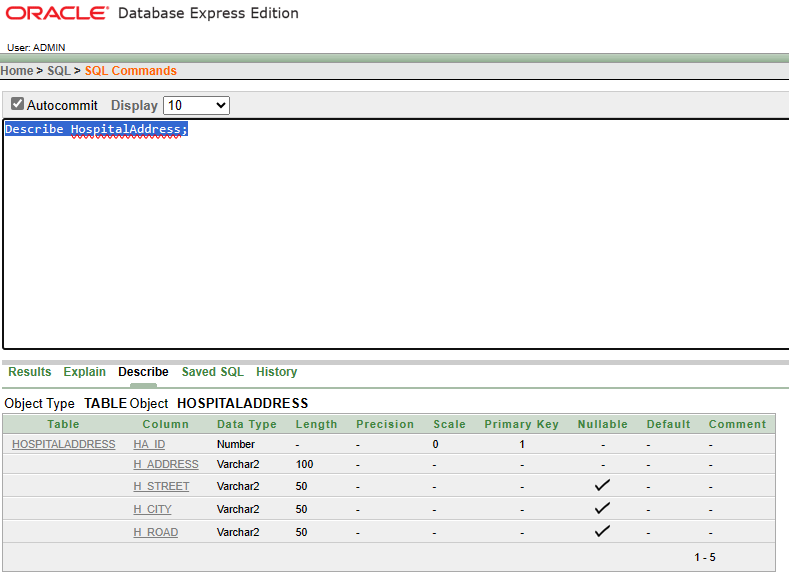 ORACLE® Database Express Edition
User: ADMIN
Home > SQL > SQL Commands
Autocommit Display 10
Describe HospitalAddress;
Results Explain Describe Saved SQL History
Object Type TABLE Object HOSPITALADDRESS
Table Column Data Type Length Precision Scale Primary Key Nullable Default Comment
HOSPITALADDRESS HA_ID Number - - 0 1 - - -
H_ADDRESS Varchar2 100 - - - - - -
H_STREET Varchar2 50 - - - ✓ - -
H_CITY Varchar2 50 - - - ✓ - -
H_ROAD Varchar2 50 - - - ✓ - -
1 - 5